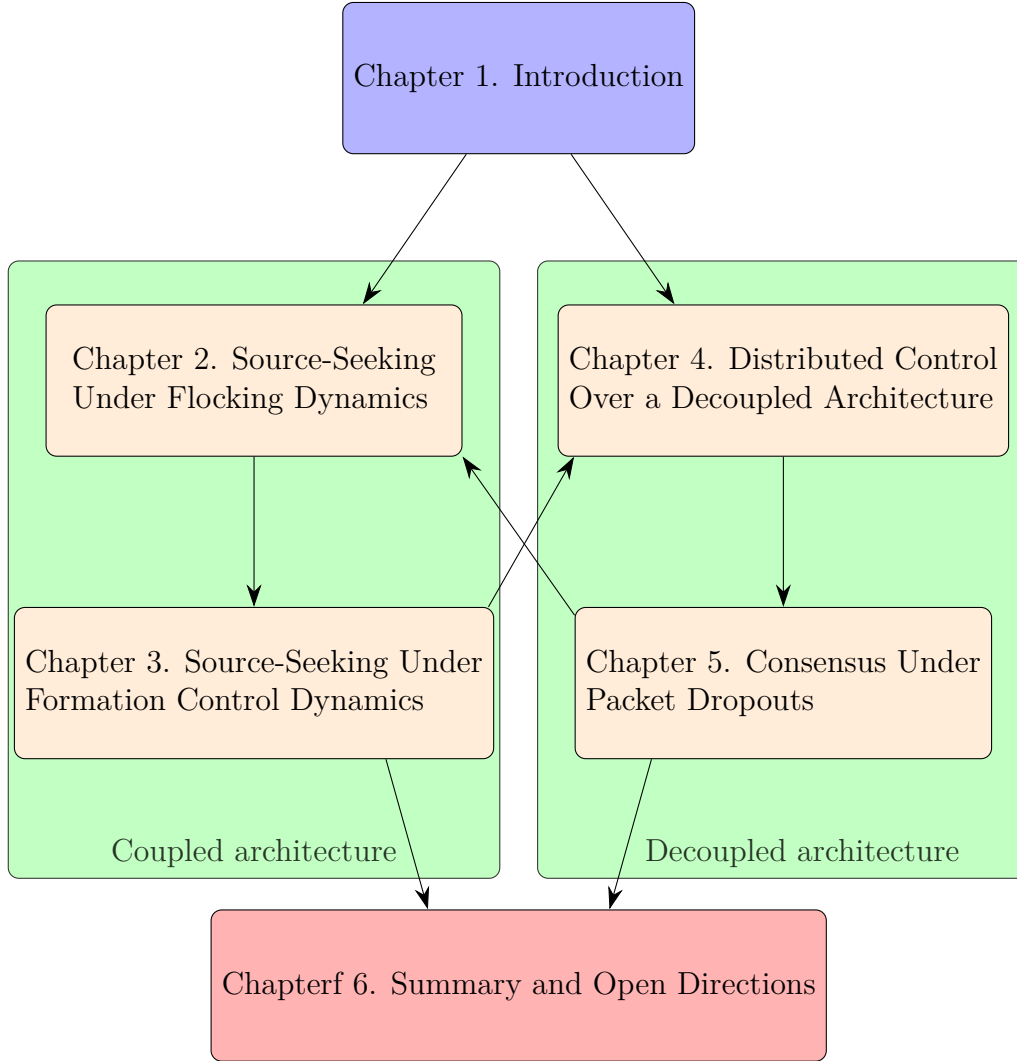 Chapter 1. Introduction
Chapter 2. Source-Seeking
Under Flocking Dynamics
Chapter 4. Distributed Control
Over a Decoupled Architecture
Chapter 3. Source-Seeking Under
Formation Control Dynamics
Chapter 5. Consensus Under
Packet Dropouts
Coupled architecture
Decoupled architecture
Chapterf 6. Summary and Open Directions